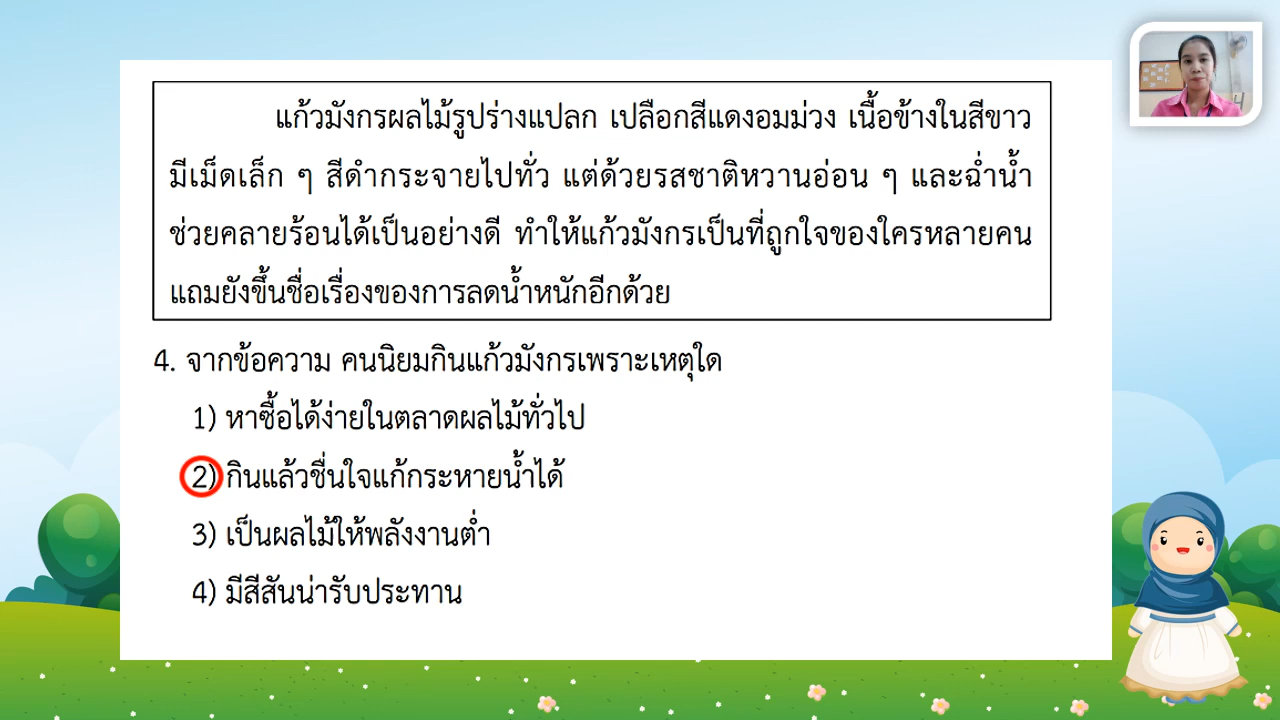 แก้วมังกรผลไม้รูปร่างแปลก เปลือกสีแดงอมม่วง เนื้อข้างในสีขาว
มีเม็ดเล็ก ๆ สีดำกระจายไปทั่ว แต่ด้วยรสชาติหวานอ่อน ๆ และฉ่ำน้ำ
ช่วยคลายร้อนได้เป็นอย่างดี ทำให้แก้วมังกรเป็นที่ถูกใจของใครหลายคน
แถมยังขึ้นชื่อเรื่องของการลดน้ำหนักอีกด้วย
4. จากข้อความ คนนิยมกินแก้วมังกรเพราะเหตุใด
1) หาซื้อได้ง่ายในตลาดผลไม้ทั่วไป
2) กินแล้วชื่นใจแก้กระหายน้ำได้
3) เป็นผลไม้ให้พลังงานต่ำ
4) มีสีสันน่ารับประทาน